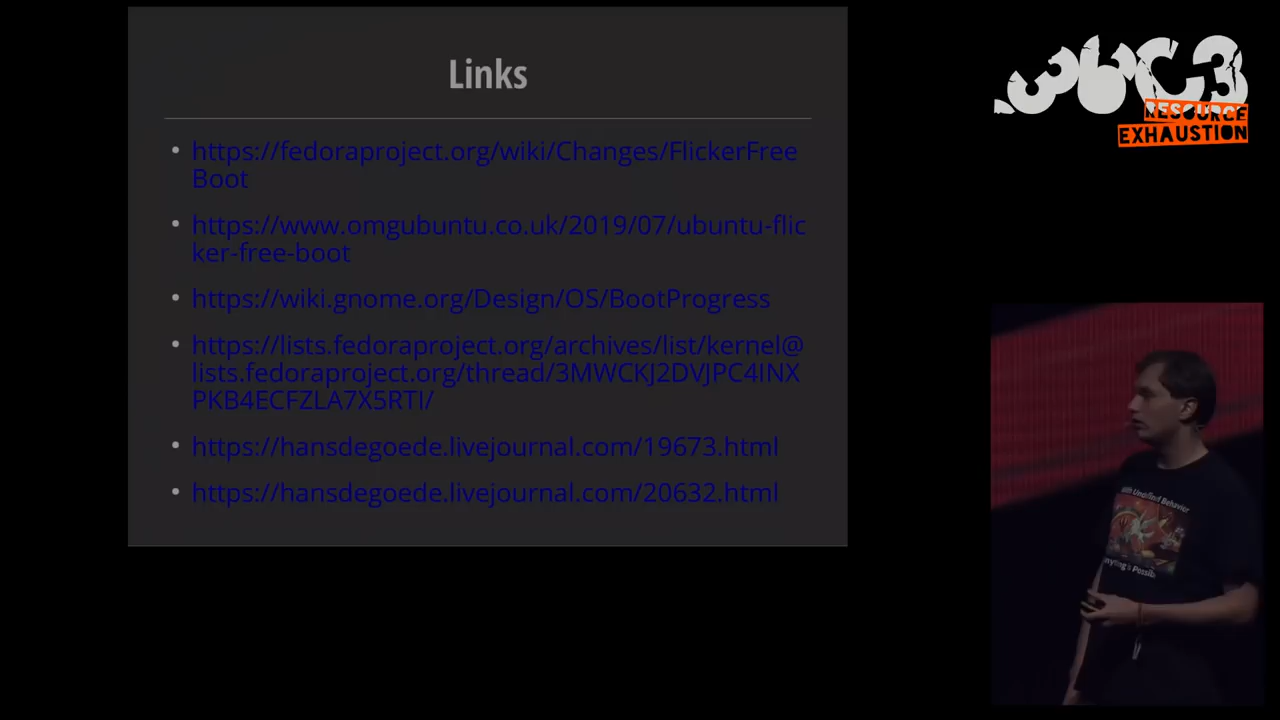 Links
https://fedoraproject.org/wiki/Changes/FlickerFree
Boot
https://www.omgubuntu.co.uk/2019/07/ubuntu-flic
ker-free-boot
https://wiki.gnome.org/Design/OS/BootProgress
https://lists.fedoraproject.org/archives/list/kernel@
lists.fedoraproject.org/thread/3MWCKJ2DVJPC4INX
PKB4ECFZLA7X5RTI/
https://hansdegoede.livejournal.com/19673.html
https://hansdegoede.livejournal.com/20632.html
36C3
RESOURCE
EXHAUSTION
Behavior